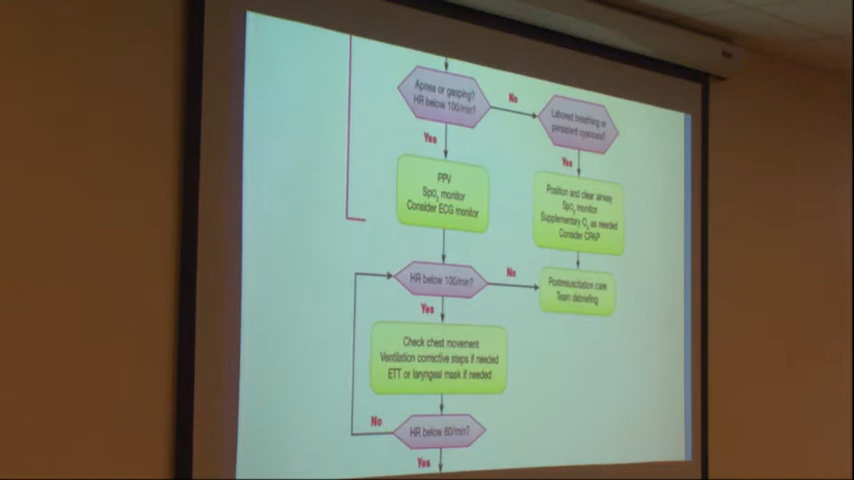 Apnea or gasping?
HR below 100/min?
No
Labored breathing or
persistent cyanosis?
Yes
Yes
PPV
SpO2 monitor
Consider ECG monitor
Position and clear airway
SpO2 monitor
Supplementary O2 as needed
Consider CPAP
HR below 100/min?
No
Postresuscitation care
Team debriefing
Yes
Check chest movement
Ventilation corrective steps if needed
ETT or laryngeal mask if needed
No
HR below 60/min?
Yes